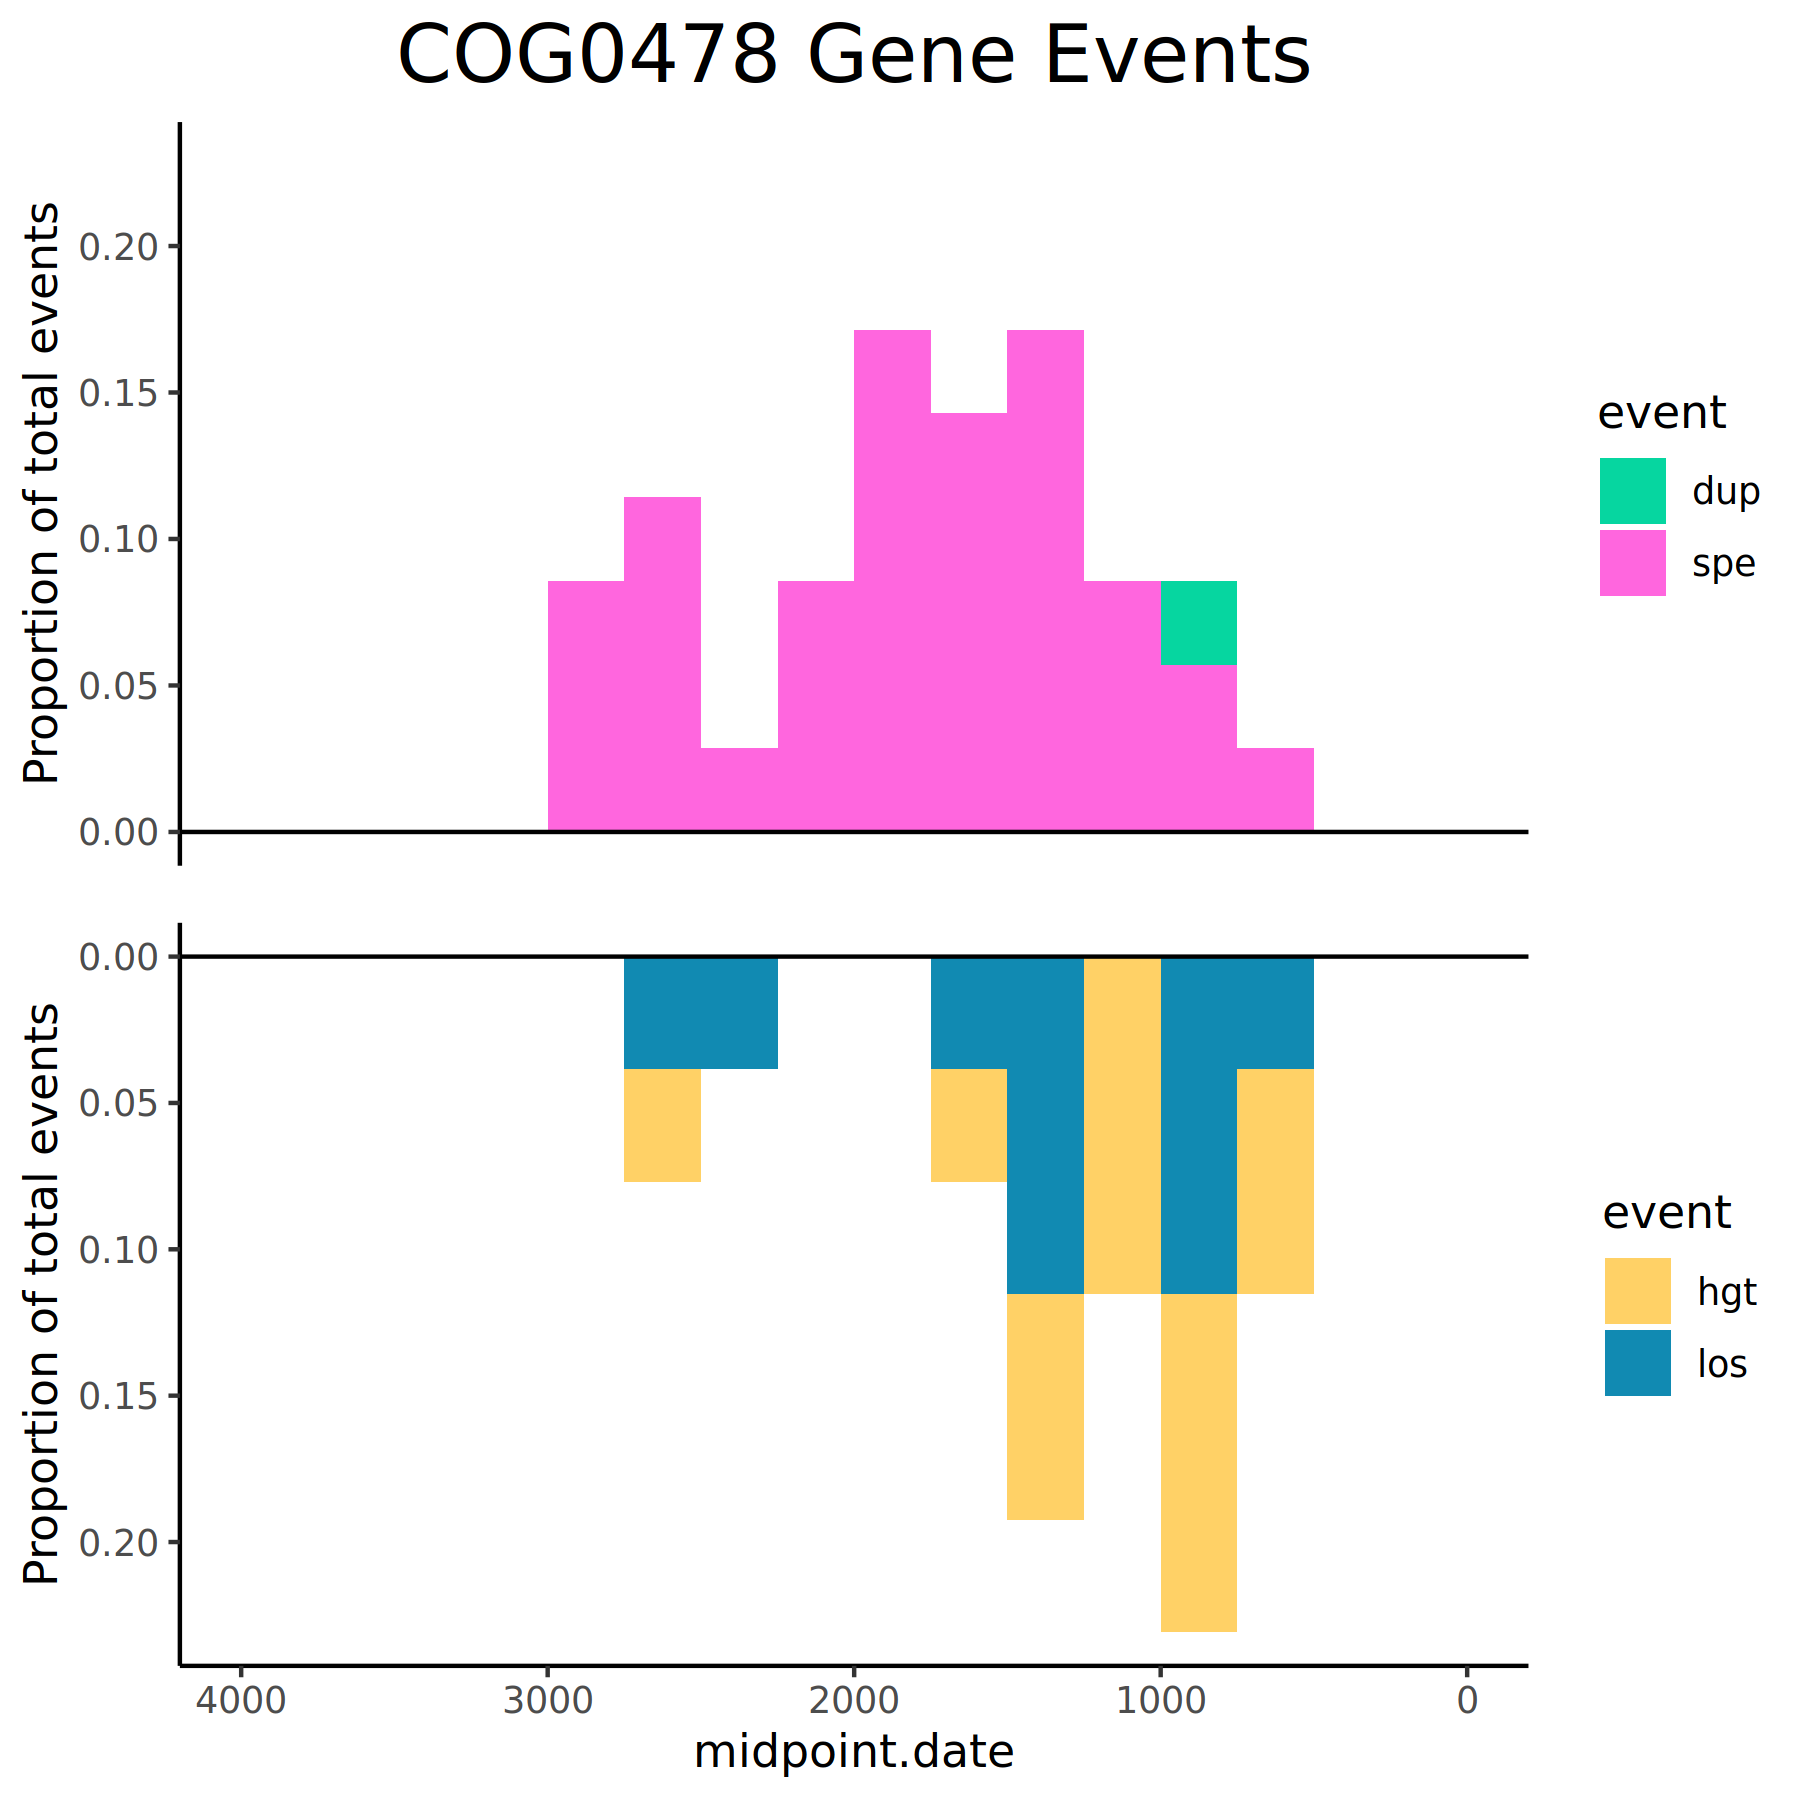 COG0478 Gene Events
Proportion of total events
0.20
0.15
0.10
0.05
0.00
event
dup
spe
Proportion of total events
0.00
0.05
0.10
0.15
0.20
event
hgt
los
4000 3000 2000 1000 0
midpoint.date